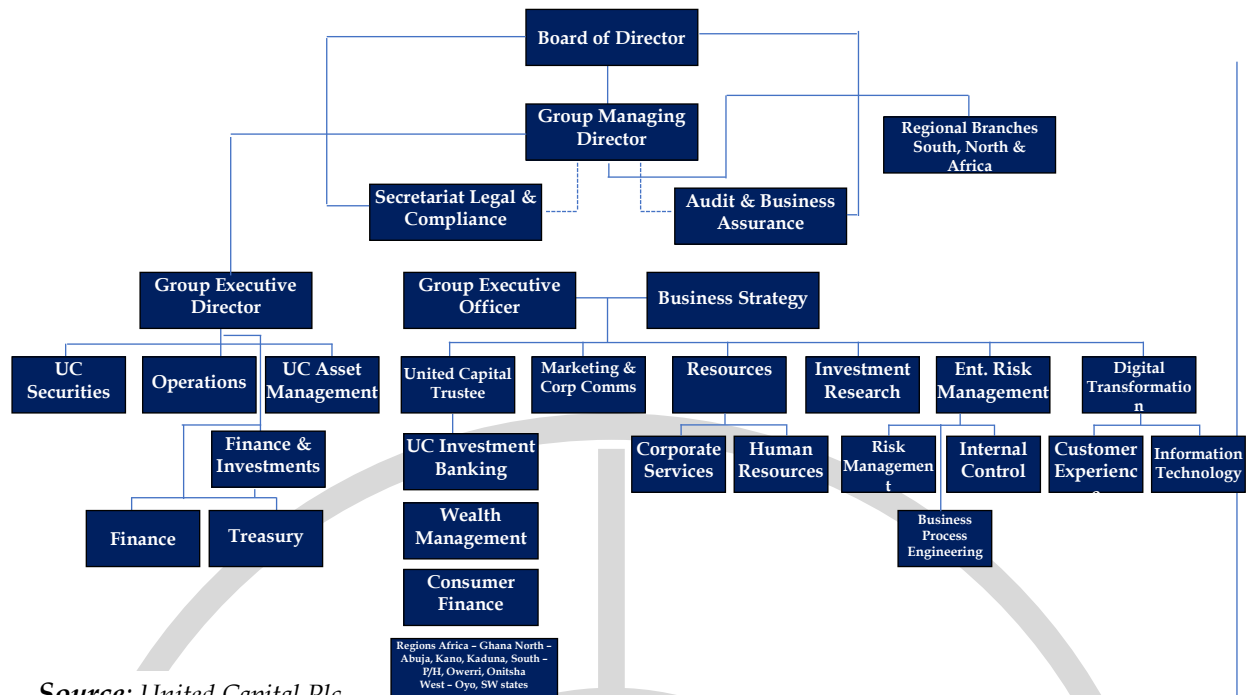 Board of Director
Group Managing
Director
Regional Branches
South, North &
Africa
Secretariat Legal &
Compliance
Audit & Business
Assurance
Group Executive
Director
Group Executive
Officer
Business Strategy
UC
Securities
Operations
UC Asset
Management
United Capital
Trustee
Marketing &
Corp Comms
Resources
Investment
Research
Ent. Risk
Management
Digital
Transformatio
n
Finance &
Investments
UC Investment
Banking
Corporate
Services
Human
Resources
Risk
Managemen
t
Internal
Control
Customer
Experienc
Information
Technology
Finance
Treasury
Wealth
Management
Business
Process
Engineering
Consumer
Finance
Regions Africa – Ghana North –
Abuja, Kano, Kaduna, South –
P/H, Owerri, Onitsha
West – Oyo, SW states
Source: United Capital Plc